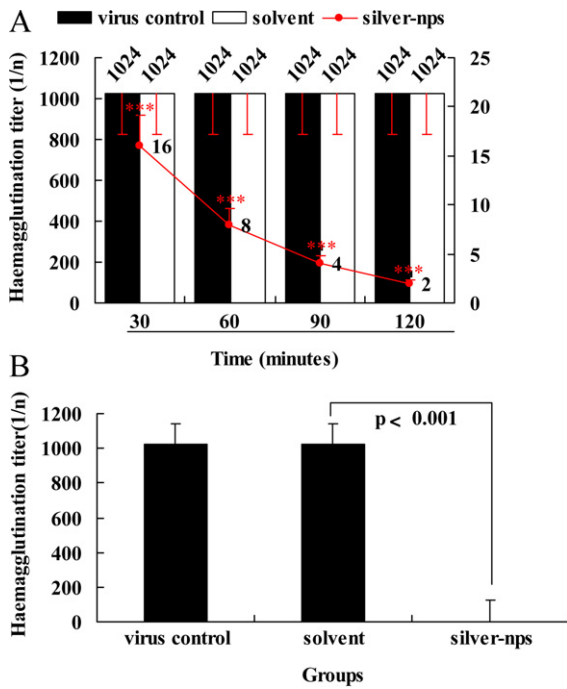 A
virus control solvent silver-nps
Haemagglutination titer (1/n)
1200
1000
800
600
400
200
0
1024 1024 1024 1024 1024 1024 1024 1024
25
20
15
10
5
0
*** 16
*** 8
*** 4
*** 2
30 60 90 120
Time (minutes)
B
Haemagglutination titer(1/n)
1200
1000
800
600
400
200
0
p< 0.001
virus control solvent silver-nps
Groups